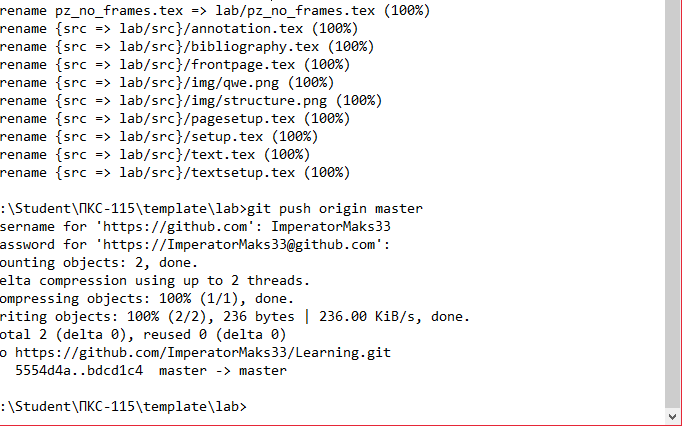 rename pz_no_frames.tex => lab/pz_no_frames.tex (100%)
rename {src => lab/src}/annotation.tex (100%)
rename {src => lab/src}/bibliography.tex (100%)
rename {src => lab/src}/frontpage.tex (100%)
rename {src => lab/src}/img/qwe.png (100%)
rename {src => lab/src}/img/structure.png (100%)
rename {src => lab/src}/pagesetup.tex (100%)
rename {src => lab/src}/setup.tex (100%)
rename {src => lab/src}/text.tex (100%)
rename {src => lab/src}/textsetup.tex (100%)
:\Student\ПКС-115\template\lab>git push origin master
sername for 'https://github.com': ImperatorMaks33
assword for 'https://ImperatorMaks33@github.com':
ounting objects: 2, done.
elta compression using up to 2 threads.
ompressing objects: 100% (1/1), done.
riting objects: 100% (2/2), 236 bytes | 236.00 KiB/s, done.
otal 2 (delta 0), reused 0 (delta 0)
o https://github.com/ImperatorMaks33/Learning.git
5554d4a..bdcd1c4  master -> master
:\Student\ПКС-115\template\lab>